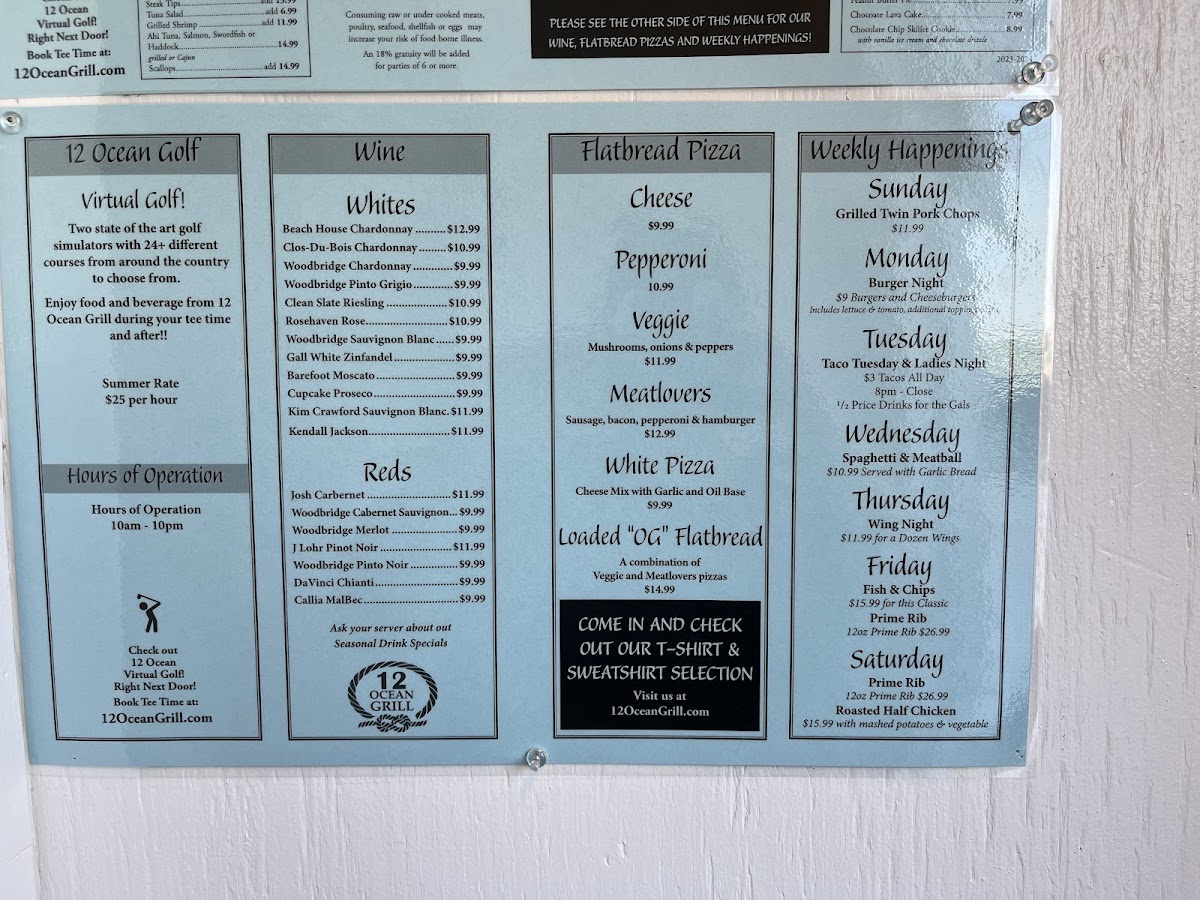 12 Ocean
Virtual Golf!
Right Next Door!
Book Tee Time at:
12OceanGrill.com
Steak Tips
Tuna Salad add 6.99
Grilled Shrimp add 11.99
Ahi Tuna, Salmon, Swordfish or
Haddock 14.99
grilled or Cajun
Scallops add 14.99
Consuming raw or under cooked meats,
poultry, seafood, shellfish or eggs may
increase your risk of food borne illness.
An 18% gratuity will be added
for parties of 6 or more.
PLEASE SEE THE OTHER SIDE OF THIS MENU FOR OUR
WINE, FLATBREAD PIZZAS AND WEEKLY HAPPENINGS!
Chocoate Lava Cake 7.99
Chocolate Chip Skillet Cookie 8.99
with vanilla ice cream and chocolate drizzle
12 Ocean Golf
Virtual Golf!
Two state of the art golf
simulators with 24+ different
courses from around the country
to choose from.
Enjoy food and beverage from 12
Ocean Grill during your tee time
and after!!
Summer Rate
$25 per hour
Hours of Operation
Hours of Operation
10am - 10pm
Check out
12 Ocean
Virtual Golf!
Right Next Door!
Book Tee Time at:
12OceanGrill.com
Wine
Whites
Beach House Chardonnay .......... $12.99
Clos-Du-Bois Chardonnay ......... $10.99
Woodbridge Chardonnay ............. $9.99
Woodbridge Pinto Grigio ............. $9.99
Clean Slate Riesling .................... $10.99
Rosehaven Rose.......................... $10.99
Woodbridge Sauvignon Blanc...... $9.99
Gall White Zinfandel ................... $9.99
Barefoot Moscato ........................ $9.99
Cupcake Proseco......................... $9.99
Kim Crawford Sauvignon Blanc. $11.99
Kendall Jackson.......................... $11.99
Reds
Josh Carbernet ........................... $11.99
Woodbridge Cabernet Sauvignon... $9.99
Woodbridge Merlot ..................... $9.99
J Lohr Pinot Noir ....................... $11.99
Woodbridge Pinto Noir ............... $9.99
DaVinci Chianti.......................... $9.99
Callia MalBec............................. $9.99
Ask your server about out
Seasonal Drink Specials
12
OCEAN
GRILL
Flatbread Pizza
Cheese
$9.99
Pepperoni
10.99
Veggie
Mushrooms, onions & peppers
$11.99
Meatlovers
Sausage, bacon, pepperoni & hamburger
$12.99
White Pizza
Cheese Mix with Garlic and Oil Base
$9.99
Loaded "OG" Flatbread
A combination of
Veggie and Meatlovers pizzas
$14.99
COME IN AND CHECK
OUT OUR T-SHIRT &
SWEATSHIRT SELECTION
Visit us at
12OceanGrill.com
Weekly Happenings
Sunday
Grilled Twin Pork Chops
$11.99
Monday
Burger Night
$9 Burgers and Cheeseburgers
Includes lettuce & tomato, additional
Tuesday
Taco Tuesday & Ladies Night
$3 Tacos All Day
8pm - Close
1/2 Price Drinks for the Gals
Wednesday
Spaghetti & Meatball
$10.99 Served with Garlic Bread
Thursday
Wing Night
$11.99 for a Dozen Wings
Friday
Fish & Chips
$15.99 for this Classic
Prime Rib
12oz Prime Rib $26.99
Saturday
Prime Rib
12oz Prime Rib $26.99
Roasted Half Chicken
$15.99 with mashed potatoes & vegetable